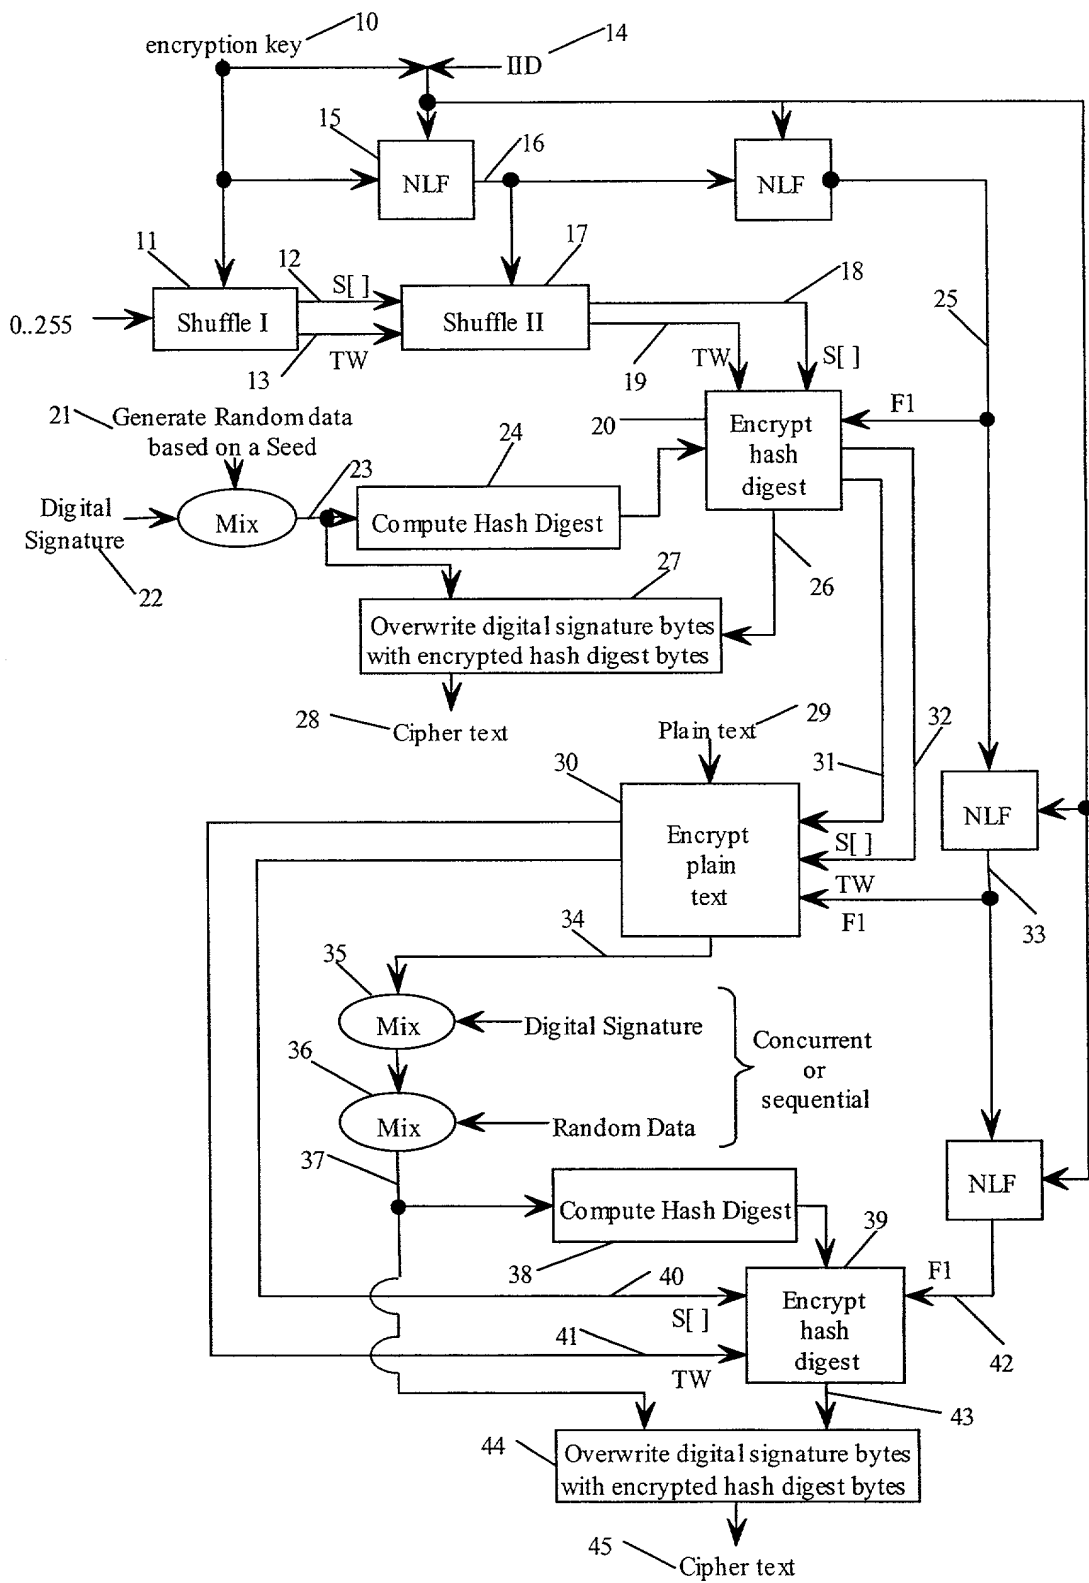 10
encryption key
14
IID
15
NLF
16
NLF
11
12
S[ ]
17
18
25
0..255
Shuffle I
Shuffle II
13
TW
19
TW
S[ ]
F1
21
Generate Random data
based on a Seed
20
Encrypt
hash
digest
24
23
Digital
Signature
Mix
Compute Hash Digest
22
26
27
Overwrite digital signature bytes
with encrypted hash digest bytes
28
Cipher text
29
Plain text
32
31
30
NLF
Encrypt
plain
text
S[ ]
TW
F1
33
34
35
Mix
Digital Signature
Concurrent
or
sequential
36
Mix
Random Data
37
NLF
Compute Hash Digest
38
39
40
F1
S[ ]
Encrypt
hash
digest
41
TW
42
43
44
Overwrite digital signature bytes
with encrypted hash digest bytes
45
Cipher text